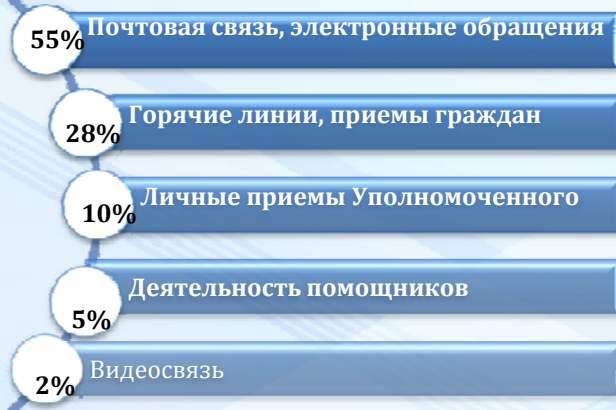 55% Почтовая связь, электронные обращения
28% Горячие линии, приемы граждан
10% Личные приемы Уполномоченного
5% Деятельность помощников
2% Видеосвязь